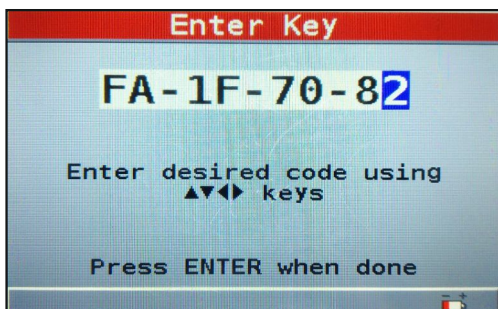 Enter Key
FA-1F-70-82
Enter desired code using
▲▼◀▶ keys
Press ENTER when done
- +